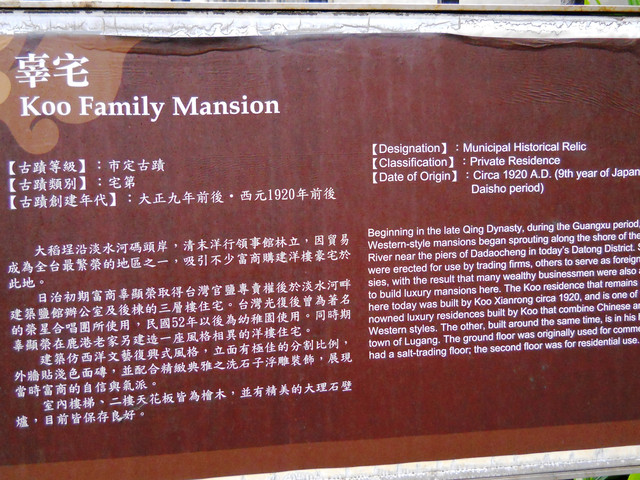 辜宅
Koo Family Mansion
【古蹟等級】：市定古蹟
【古蹟類別】：宅第
【古蹟創建年代】：大正九年前後・西元1920年前後
大稻埕沿淡水河碼頭岸，清末洋行領事館林立，因貿易
成為全台最繁榮的地區之一，吸引不少富商購建洋樓豪宅於
此地。
日治初期富商辜顯榮取得台灣官鹽專賣權後於淡水河畔
建築鹽館辦公室及後棟的三層樓住宅。台灣光復後曾為著名
的榮星合唱團所使用，民國52年以後為幼稚園使用。同時期
辜顯榮在鹿港老家另建造一座風格相異的洋樓住宅。
建築仿西洋文藝復興式風格，立面有極佳的分割比例，
外牆貼淺色面磚，並配合精緻典雅之洗石子浮雕裝飾，展現
當時富商的自信與氣派。
室內樓梯、二樓天花板皆為檜木，並有精美的大理石壁
爐，目前皆保存良好。
【Designation】：Municipal Historical Relic
【Classification】：Private Residence
【Date of Origin】：Circa 1920 A.D. (9th year of Japan
Daisho period)
Beginning in the late Qing Dynasty, during the Guangxu period,
Western-style mansions began sprouting along the shore of the
River near the piers of Dadaocheng in today's Datong District. S
were erected for use by trading firms, others to serve as foreign
sies, with the result that many wealthy businessmen were also
to build luxury mansions here. The Koo residence that remains
here today was built by Koo Xianrong circa 1920, and is one of
nowned luxury residences built by Koo that combine Chinese an
Western styles. The other, built around the same time, is in his
town of Lugang. The ground floor was originally used for comm
had a salt-trading floor; the second floor was for residential use.